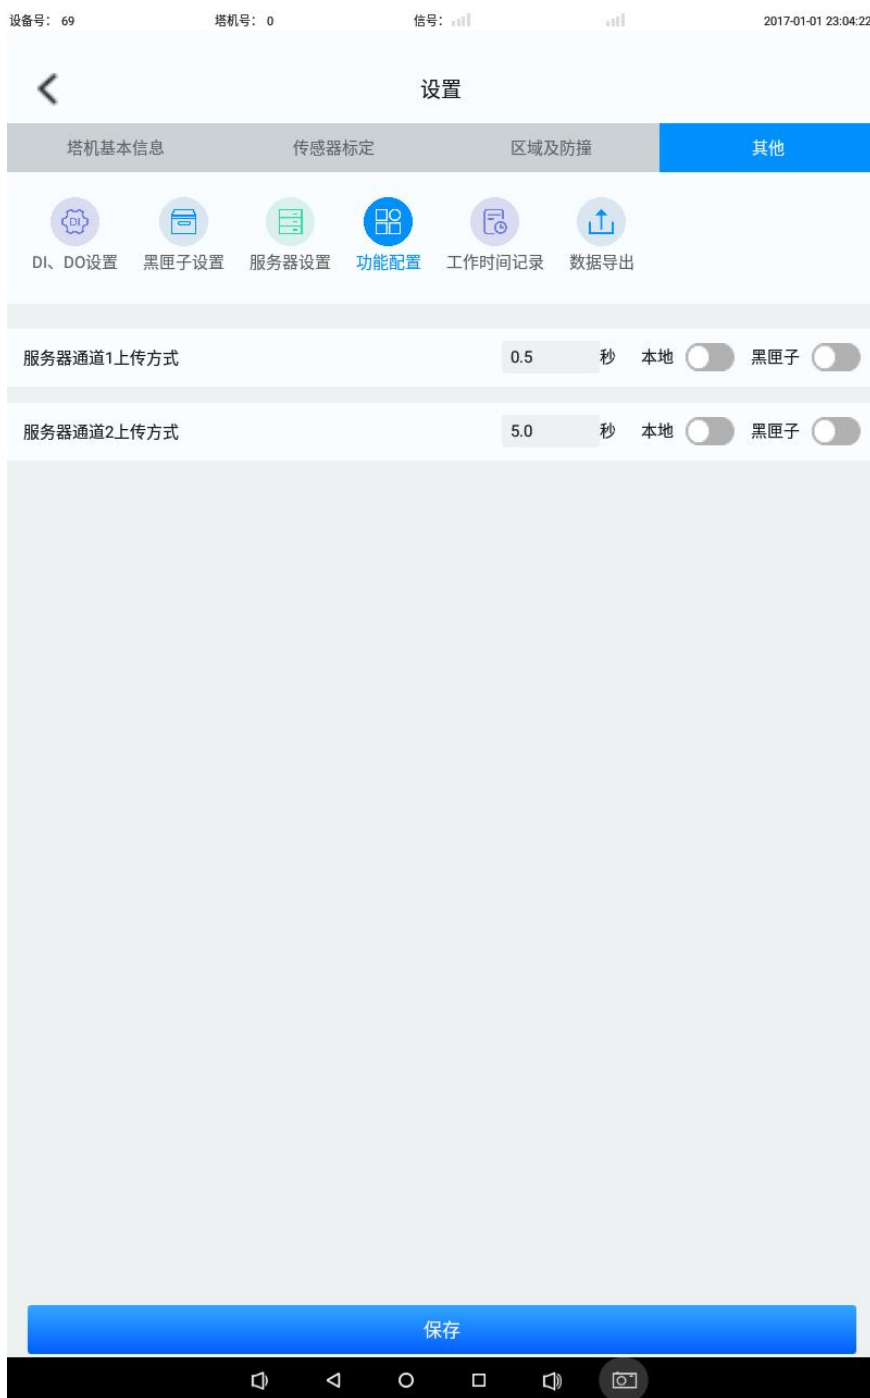 设备号： 69 塔机号： 0 信号： 2017-01-01 23:04:22
设置
塔机基本信息 传感器标定 区域及防撞 其他
DI
DI、DO设置 黑匣子设置 服务器设置 功能配置 工作时间记录 数据导出
服务器通道1上传方式 0.5 秒 本地 黑匣子
服务器通道2上传方式 5.0 秒 本地 黑匣子
保存